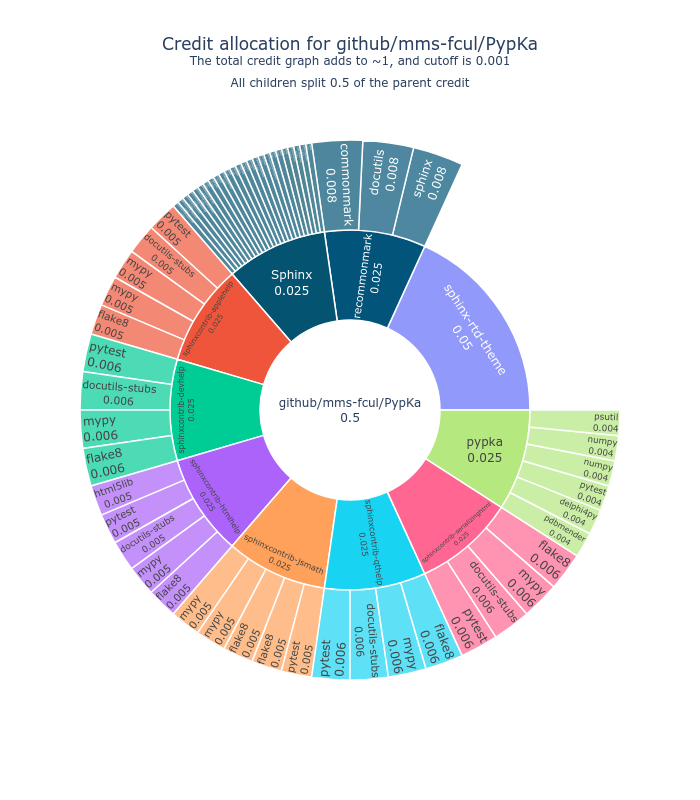 Credit allocation for github/mms-fcul/PypKa
The total credit graph adds to ~1, and cutoff is 0.001
All children split 0.5 of the parent credit
github/mms-fcul/PypKa
0.5
sphinx-rtd-theme
0.05
recommonmark
0.025
sphinx
0.008
docutils
0.008
commonmark
0.008
Sphinx
0.025
sphinxcontrib-applehelp
0.025
pytest
0.005
docutils-stubs
0.005
mypy
0.005
mypy
0.005
flake8
0.005
sphinxcontrib-devhelp
0.025
pytest
0.006
docutils-stubs
0.006
mypy
0.006
flake8
0.006
sphinxcontrib-htmlhelp
0.025
html5lib
0.005
pytest
0.005
docutils-stubs
0.005
mypy
0.005
flake8
0.005
sphinxcontrib-jsmath
0.025
mypy
0.005
mypy
0.005
flake8
0.005
flake8
0.005
pytest
0.005
sphinxcontrib-qthelp
0.025
pytest
0.006
docutils-stubs
0.006
mypy
0.006
flake8
0.006
sphinxcontrib-serializinghtml
0.025
pytest
0.006
docutils-stubs
0.006
mypy
0.006
flake8
0.006
pypka
0.025
pdbmender
0.004
delphi4py
0.004
pytest
0.004
numpy
0.004
numpy
0.004
psutil
0.004